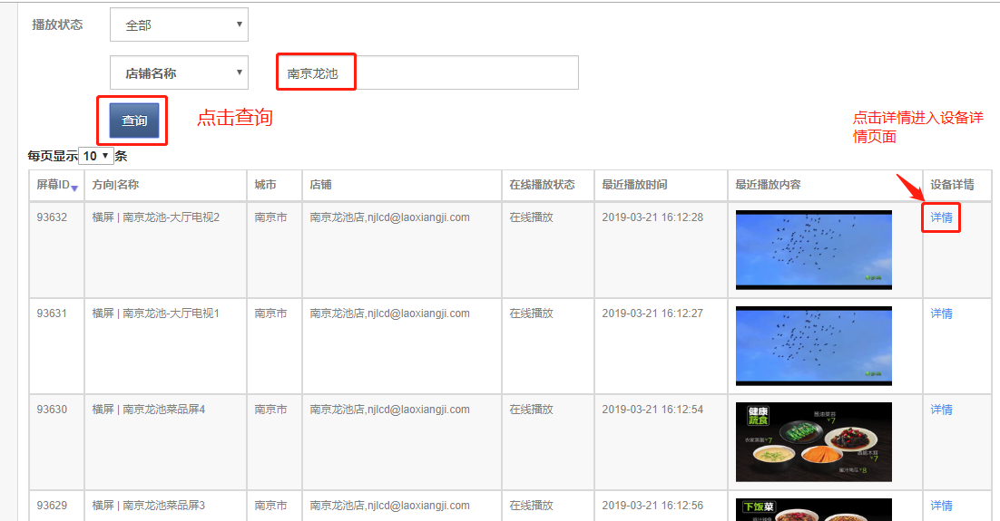 播放状态 全部
店铺名称 南京龙池
查询 点击查询
点击详情进入设备详
情页面
每页显示 10 条
屏幕ID 方向|名称 城市 店铺 在线播放状态 最近播放时间 最近播放内容 设备详情
93632 横屏 | 南京龙池-大厅电视2 南京市 南京龙池店,njlcd@laoxiangji.com 在线播放 2019-03-21 16:12:28 详情
93631 横屏 | 南京龙池-大厅电视1 南京市 南京龙池店,njlcd@laoxiangji.com 在线播放 2019-03-21 16:12:27 详情
93630 横屏 | 南京龙池菜品屏4 南京市 南京龙池店,njlcd@laoxiangji.com 在线播放 2019-03-21 16:12:54 详情
健康
蔬食
¥7
¥7
¥7
¥8
93629 横屏 | 南京龙池菜品屏3 南京市 南京龙池店,njlcd@laoxiangji.com 在线播放 2019-03-21 16:12:56 详情
下饭菜